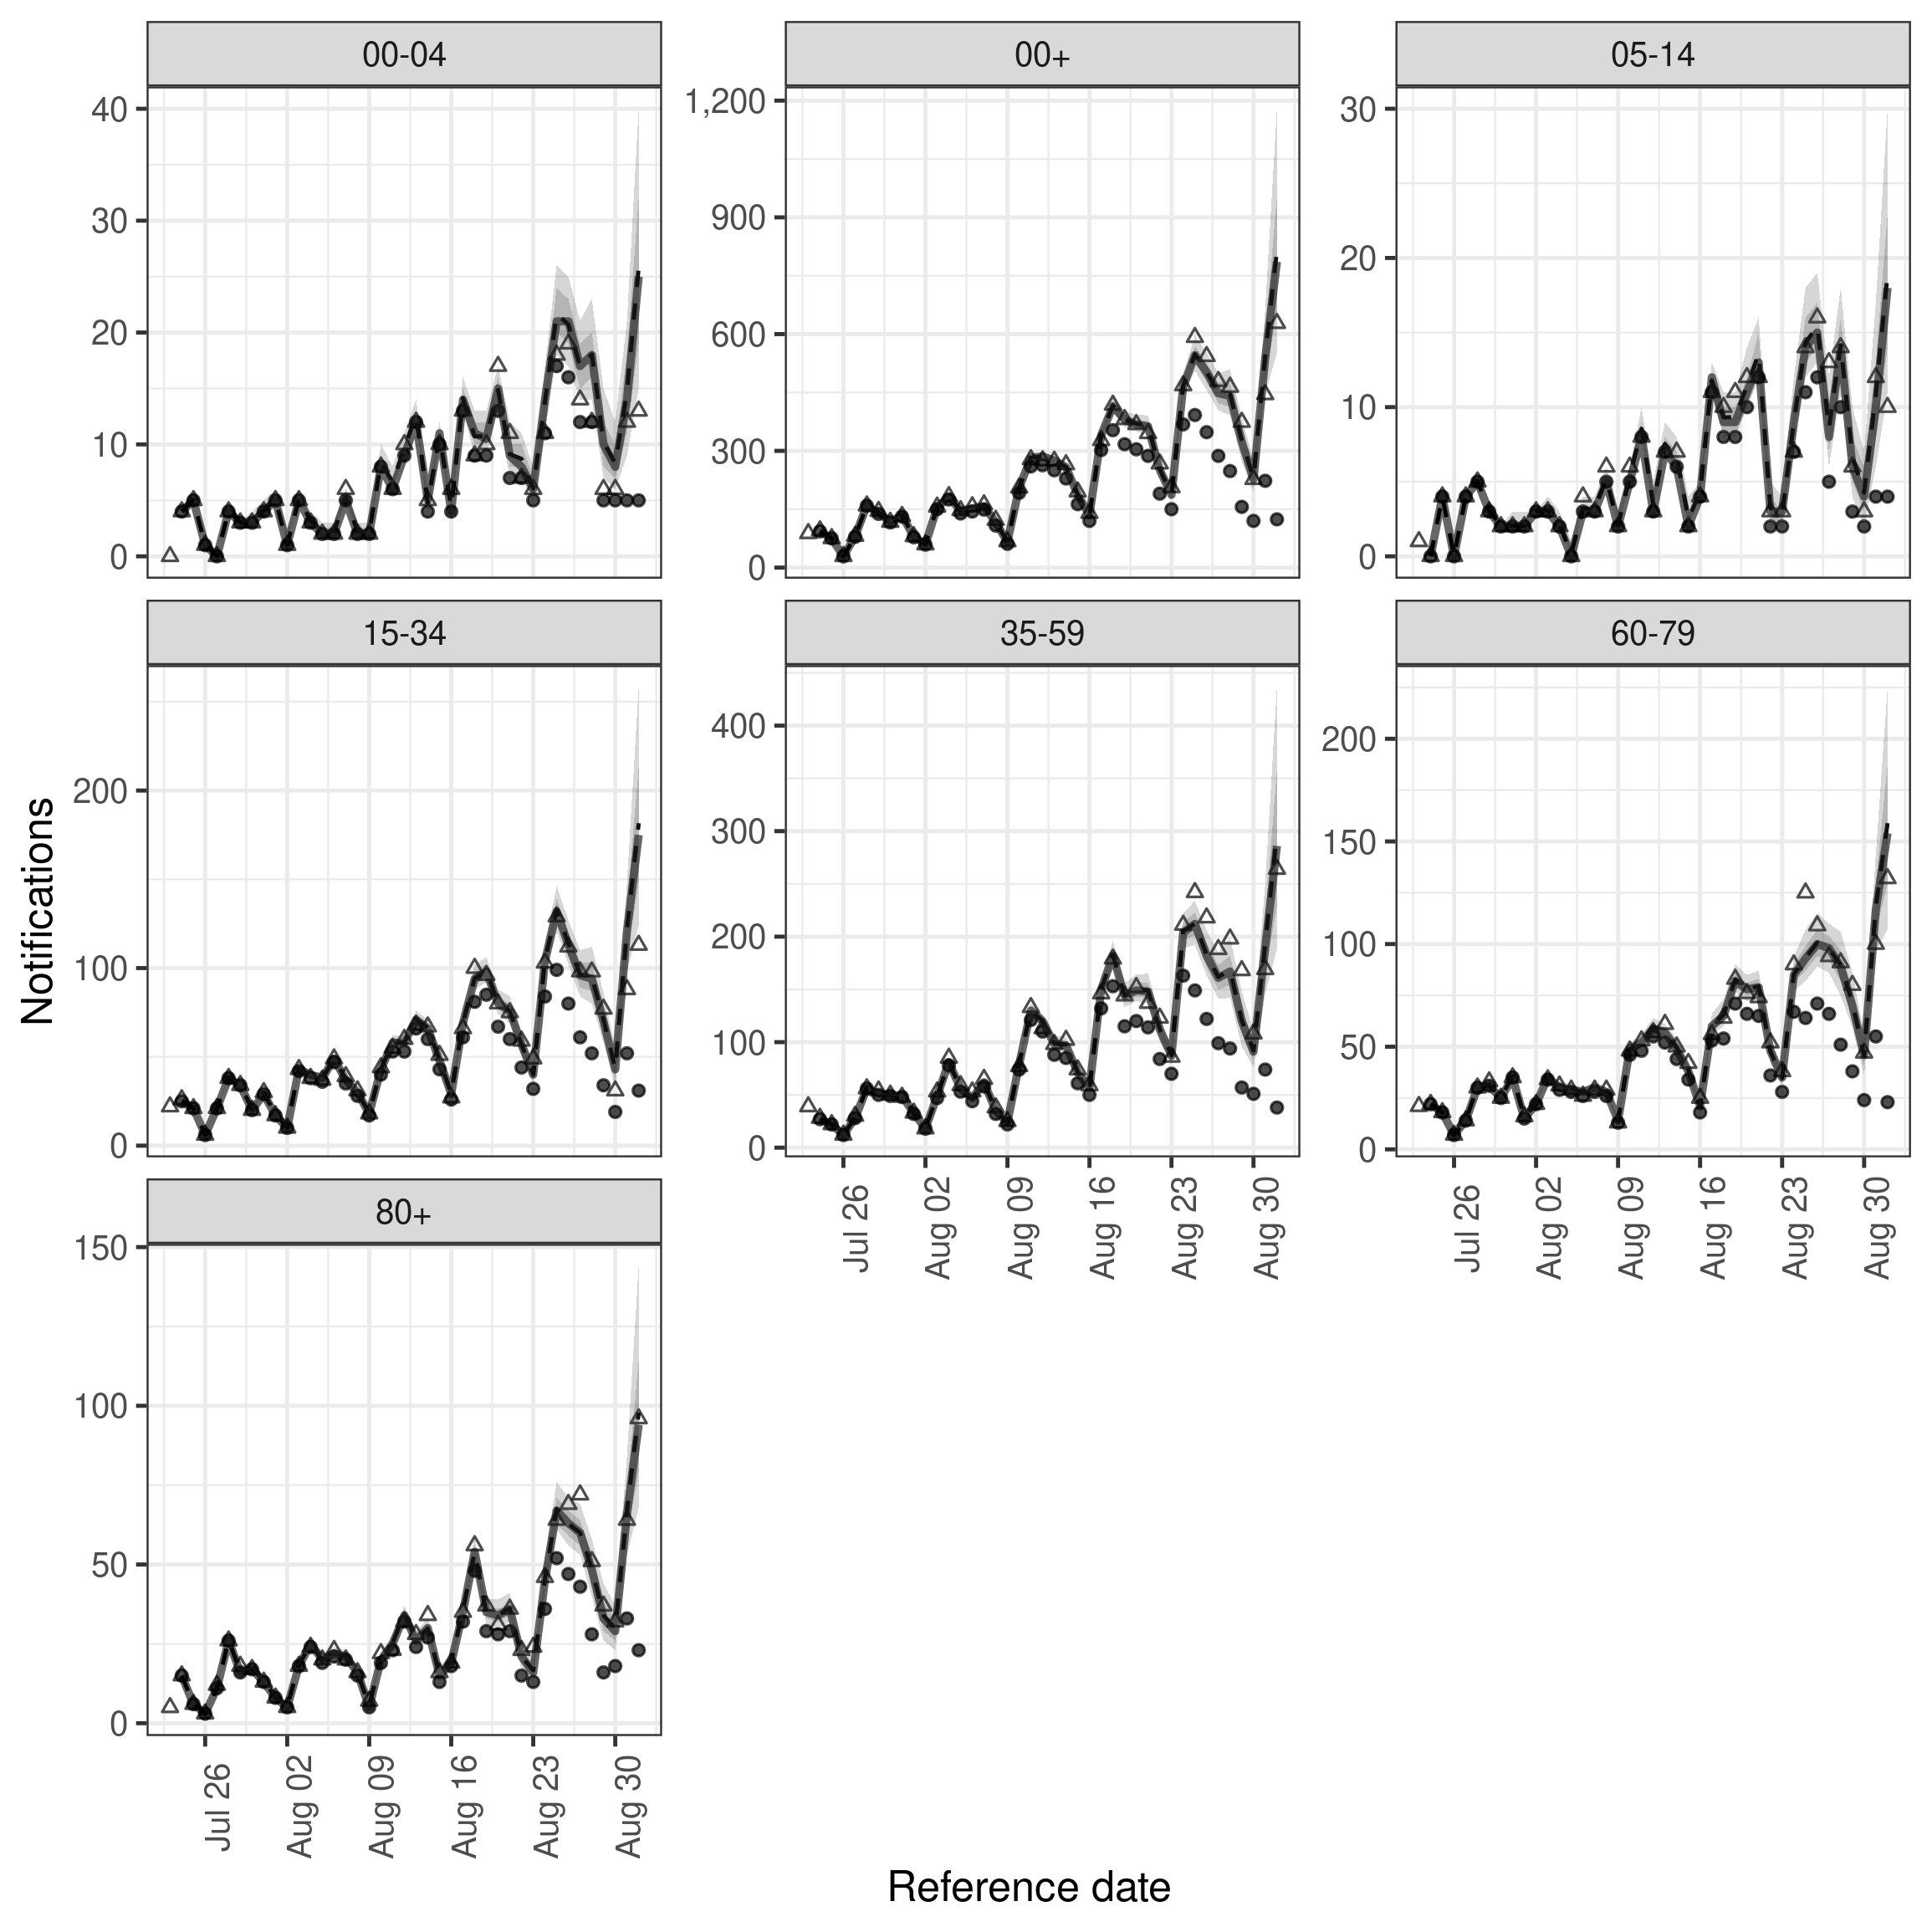 00-04
00+
05-14
40
30
20
10
0
1,200
900
600
300
0
30
20
10
0
15-34
35-59
60-79
Notifications
200
100
0
400
300
200
100
0
200
150
100
50
0
Jul 26
Aug 02
Aug 09
Aug 16
Aug 23
Aug 30
Jul 26
Aug 02
Aug 09
Aug 16
Aug 23
Aug 30
80+
150
100
50
0
Jul 26
Aug 02
Aug 09
Aug 16
Aug 23
Aug 30
Reference date